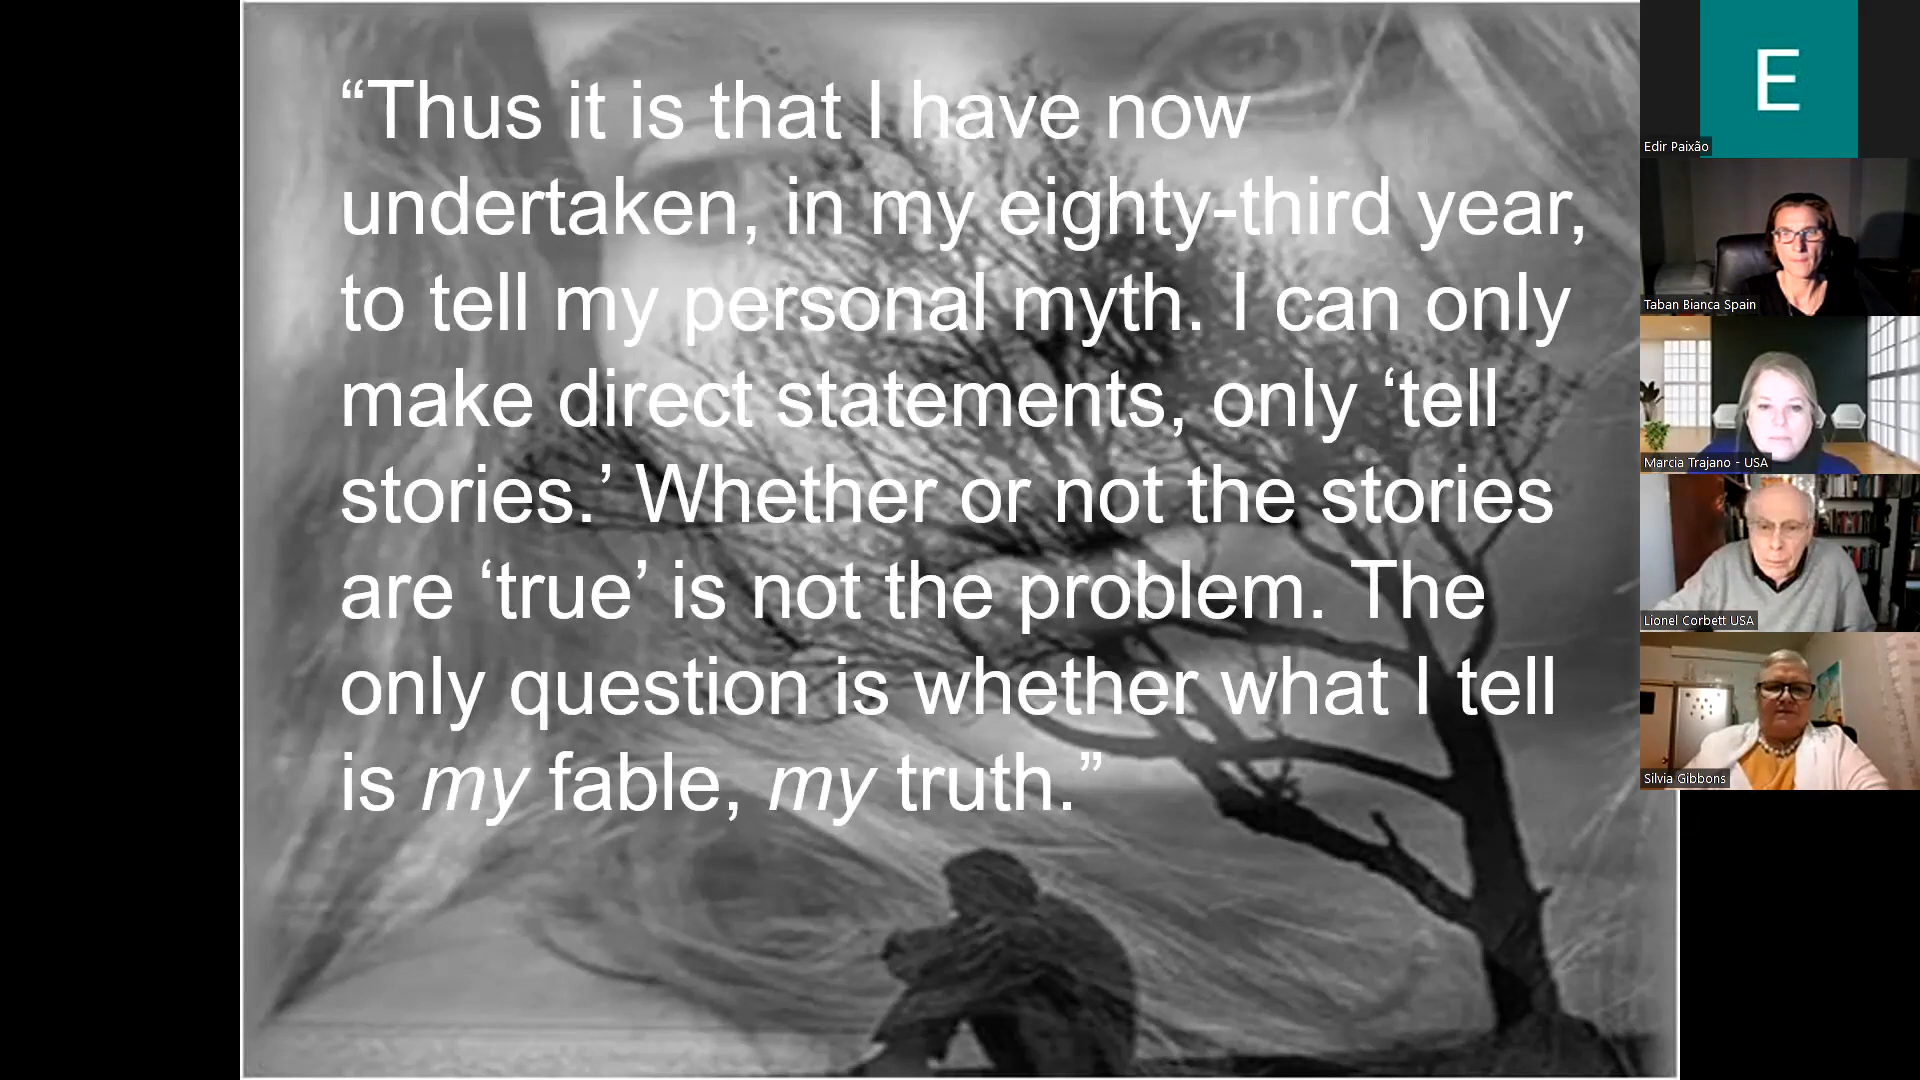 “Thus it is that I have now
undertaken, in my eighty-third year,
to tell my personal myth. I can only
make direct statements, only ‘tell
stories.’ Whether or not the stories
are ‘true’ is not the problem. The
only question is whether what I tell
is my fable, my truth.”
E
Edir Paixão
Taban Bianca Spain
Marcia Trajano - USA
Lionel Corbett USA
Silvia Gibbons